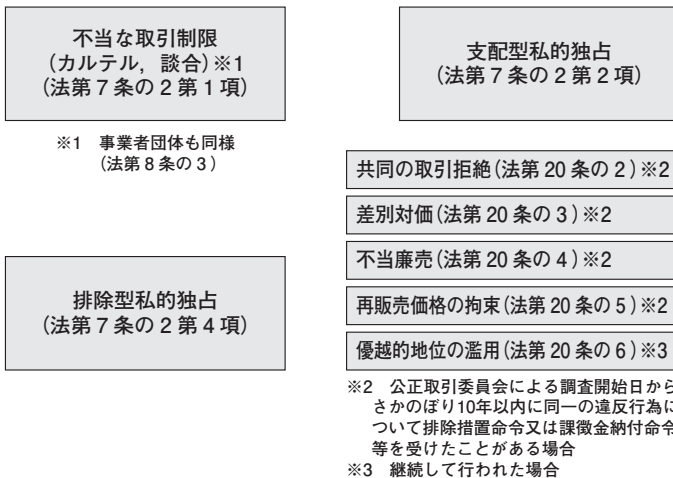 不当な取引制限
(カルテル，談合)※1
(法第７条の２第１項)
※1　事業者団体も同様
(法第８条の３)
排除型私的独占
(法第７条の２第４項)
支配型私的独占
(法第７条の２第２項)
共同の取引拒絶(法第20条の２)※2
差別対価(法第20条の３)※2
不当廉売(法第20条の４)※2
再販売価格の拘束(法第20条の５)※2
優越的地位の濫用(法第20条の６)※3
※2　公正取引委員会による調査開始日から
さかのぼり10年以内に同一の違反行為に
ついて排除措置命令又は課徴金納付命令
等を受けたことがある場合
※3　継続して行われた場合